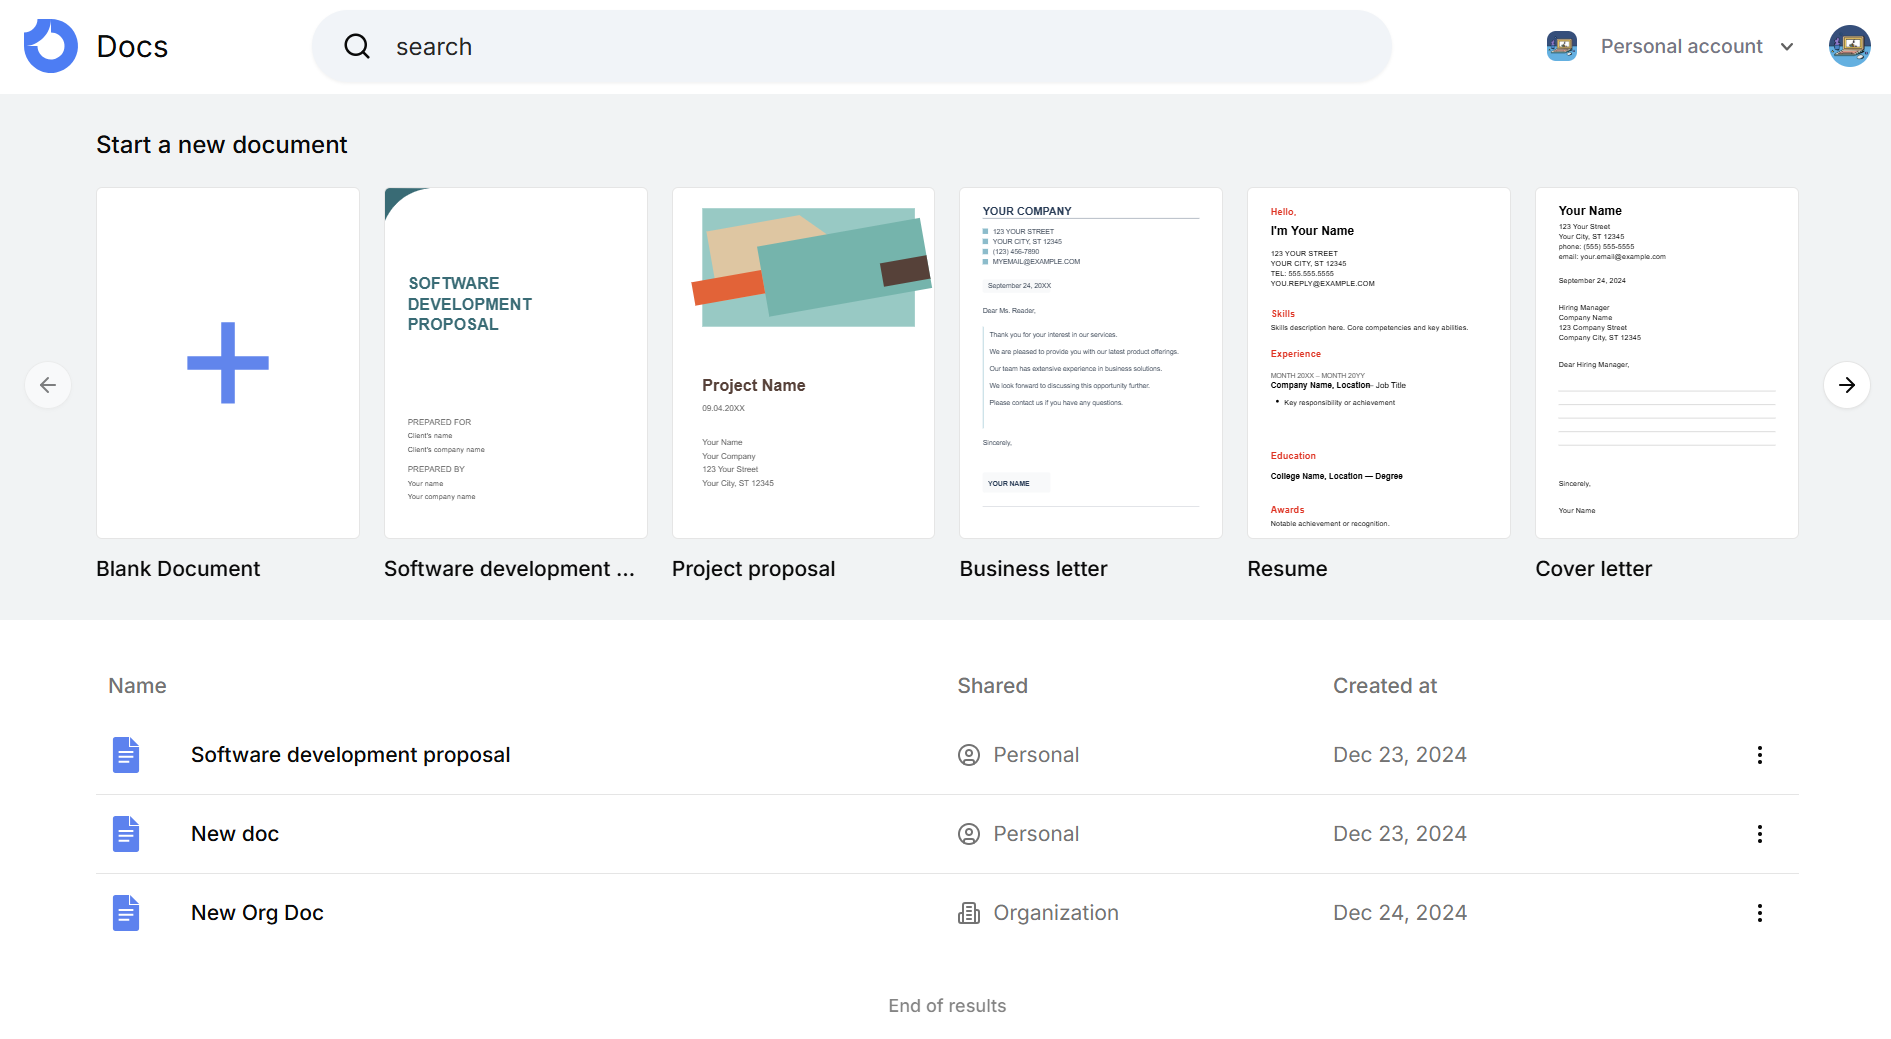 Docs
search
Personal account
Start a new document
SOFTWARE
DEVELOPMENT
PROPOSAL
PREPARED FOR
Client's name
Client's company name
PREPARED BY
Your name
Your company name
Project Name
09.04.20XX
Your Name
Your Company
123 Your Street
Your City, ST 12345
YOUR COMPANY
123 YOUR STREET
YOUR CITY, ST 12345
(123) 456-7890
MYEMAIL@EXAMPLE.COM
September 24, 20XX
Dear Ms. Reader,
Thank you for your interest in our services.
We are pleased to provide you with our latest product offerings.
Our team has extensive experience in business solutions.
We look forward to discussing this opportunity further.
Please contact us if you have any questions.
Sincerely,
YOUR NAME
Hello,
I'm Your Name
123 YOUR STREET
YOUR CITY, ST 12345
TEL: 555.555.5555
YOU.REPLY@EXAMPLE.COM
Skills
Skills description here. Core competencies and key abilities.
Experience
MONTH 20XX – MONTH 20YY
Company Name, Location– Job Title
• Key responsibility or achievement
Education
College Name, Location — Degree
Awards
Notable achievement or recognition.
Your Name
123 Your Street
Your City, ST 12345
phone: (555) 555-5555
email: your.email@example.com
September 24, 2024
Hiring Manager
Company Name
123 Company Street
Company City, ST 12345
Dear Hiring Manager,
Sincerely,
Your Name
Blank Document
Software development ...
Project proposal
Business letter
Resume
Cover letter
Name Shared Created at
Software development proposal Personal Dec 23, 2024
New doc Personal Dec 23, 2024
New Org Doc Organization Dec 24, 2024
End of results